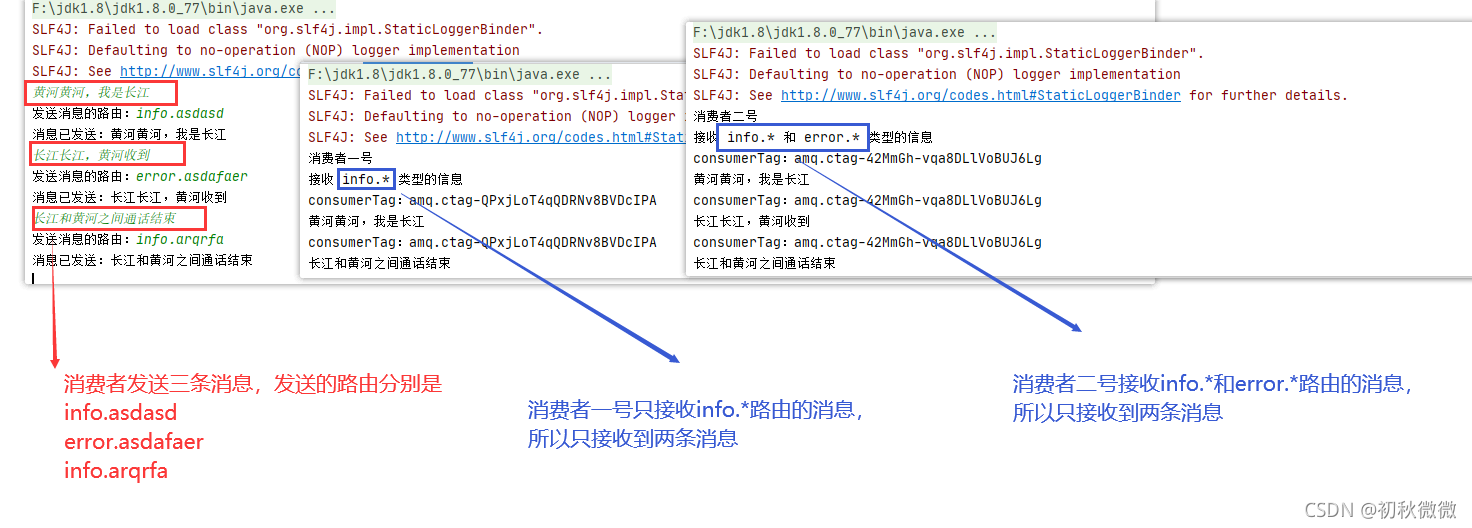 F:\jdk1.8\jdk1.8.0_77\bin\java.exe ...
SLF4J: Failed to load class "org.slf4j.impl.StaticLoggerBinder".
SLF4J: Defaulting to no-operation (NOP) logger implementation
SLF4J: See http://www.slf4j.org/co
黄河黄河，我是长江
发送消息的路由：info.asdasd
消息已发送：黄河黄河，我是长江
长江长江，黄河收到
发送消息的路由：error.asdafaer
消息已发送：长江长江，黄河收到
长江和黄河之间通话结束
发送消息的路由：info.arqrfa
消息已发送：长江和黄河之间通话结束
F:\jdk1.8\jdk1.8.0_77\bin\java.exe ...
SLF4J: Failed to load class "org.slf4j.impl.Sta
SLF4J: Defaulting to no-operation (NOP) logger
SLF4J: See http://www.slf4j.org/codes.html#Stat
消费者一号
接收 info.* 类型的信息
consumerTag：amq.ctag-QPxjLoT4qQDRNv8BVDcIPA
黄河黄河，我是长江
consumerTag：amq.ctag-QPxjLoT4qQDRNv8BVDcIPA
长江和黄河之间通话结束
F:\jdk1.8\jdk1.8.0_77\bin\java.exe ...
SLF4J: Failed to load class "org.slf4j.impl.StaticLoggerBinder".
SLF4J: Defaulting to no-operation (NOP) logger implementation
SLF4J: See http://www.slf4j.org/codes.html#StaticLoggerBinder for further details.
消费者二号
接收 info.* 和 error.* 类型的信息
consumerTag：amq.ctag-42MmGh-vqa8DLlVoBUJ6Lg
黄河黄河，我是长江
consumerTag：amq.ctag-42MmGh-vqa8DLlVoBUJ6Lg
长江长江，黄河收到
consumerTag：amq.ctag-42MmGh-vqa8DLlVoBUJ6Lg
长江和黄河之间通话结束
消费者发送三条消息，发送的路由分别是
info.asdasd
error.asdafaer
info.arqrfa
消费者一号只接收info.*路由的消息，
所以只接收到两条消息
消费者二号接收info.*和error.*路由的消息，
所以只接收到两条消息
CSDN @初秋微微